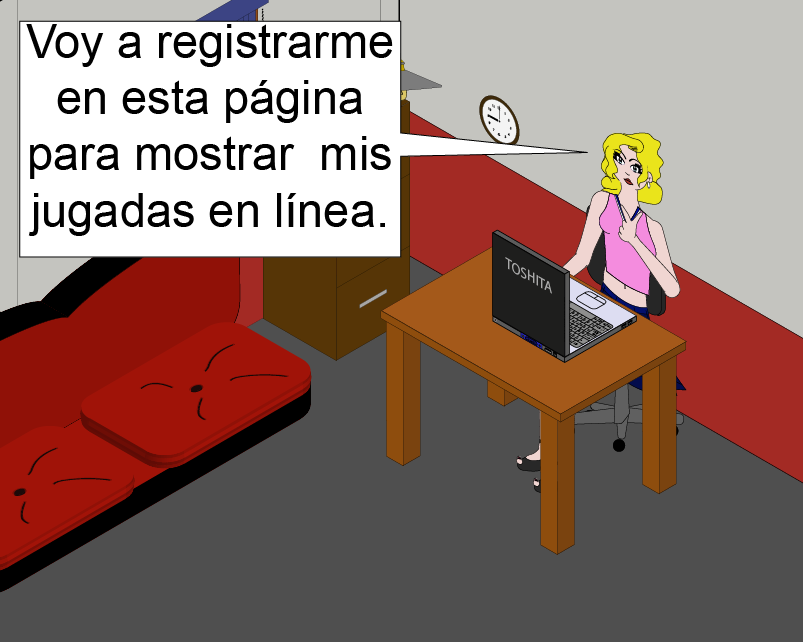 Voy a registrarme
en esta página
para mostrar mis
jugadas en línea.
TOSHITA